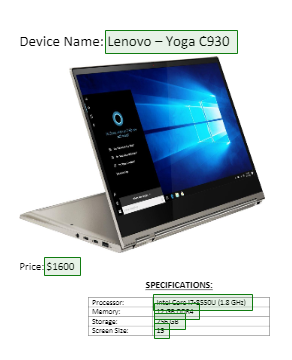 Device Name: Lenovo – Yoga C930
Price: $1600
SPECIFICATIONS:
Processor: Intel Core I7-8550U (1.8 GHz)
Memory: 12 GB DDR4
Storage: 256 GB
Screen Size: